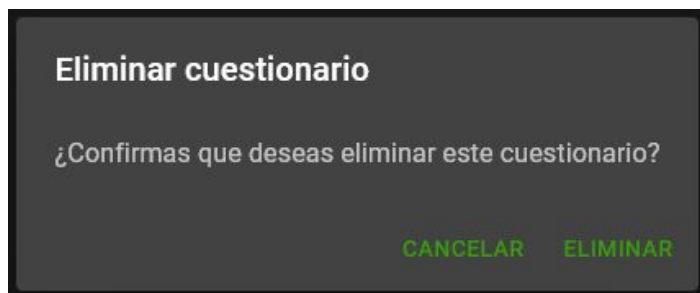 Eliminar cuestionario
¿Confirmas que deseas eliminar este cuestionario?
CANCELAR ELIMINAR